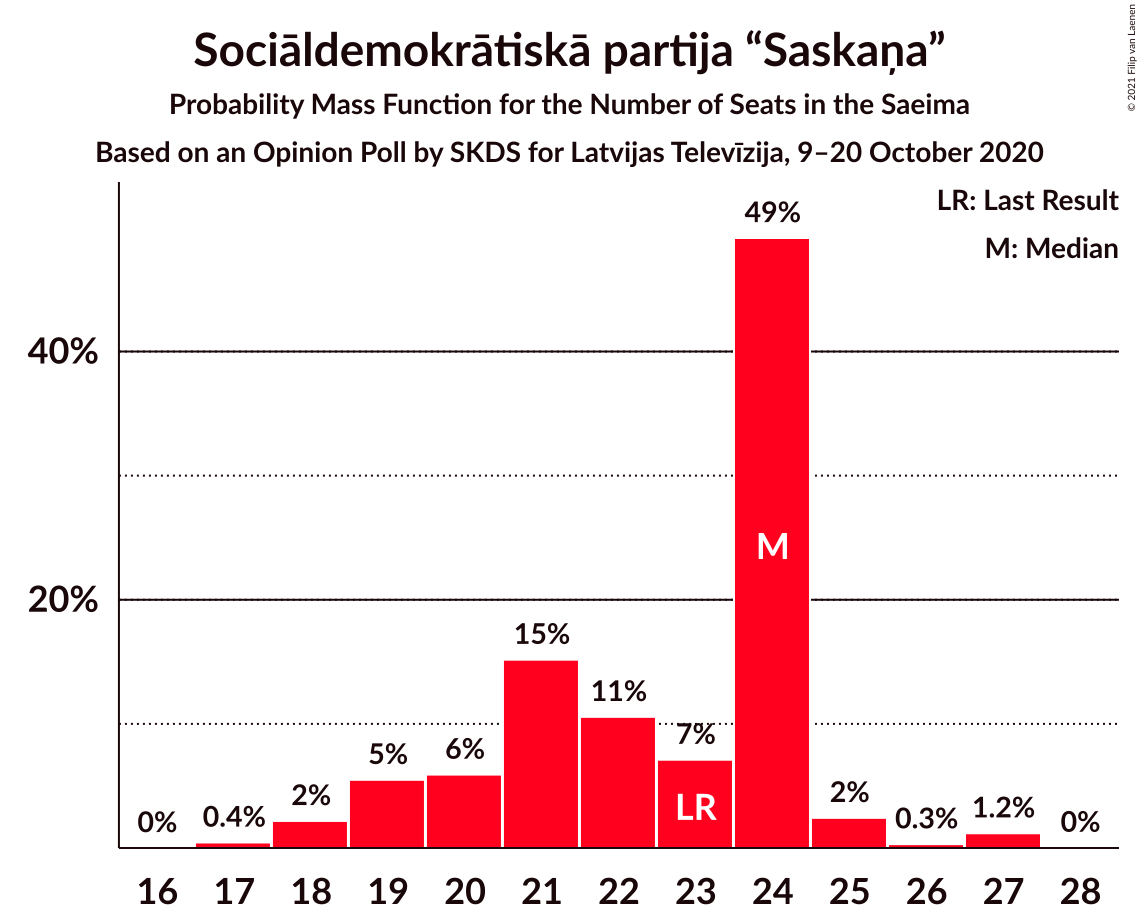 Sociāldemokrātiskā partija “Saskaņa”
Probability Mass Function for the Number of Seats in the Saeima
Based on an Opinion Poll by SKDS for Latvijas Televīzija, 9–20 October 2020
© 2021 Filip van Laenen
LR: Last Result
M: Median
40%
20%
0%
0.4%
2%
5%
6%
15%
11%
7%
49%
2%
0.3%
1.2%
0%
LR
M
16 17 18 19 20 21 22 23 24 25 26 27 28